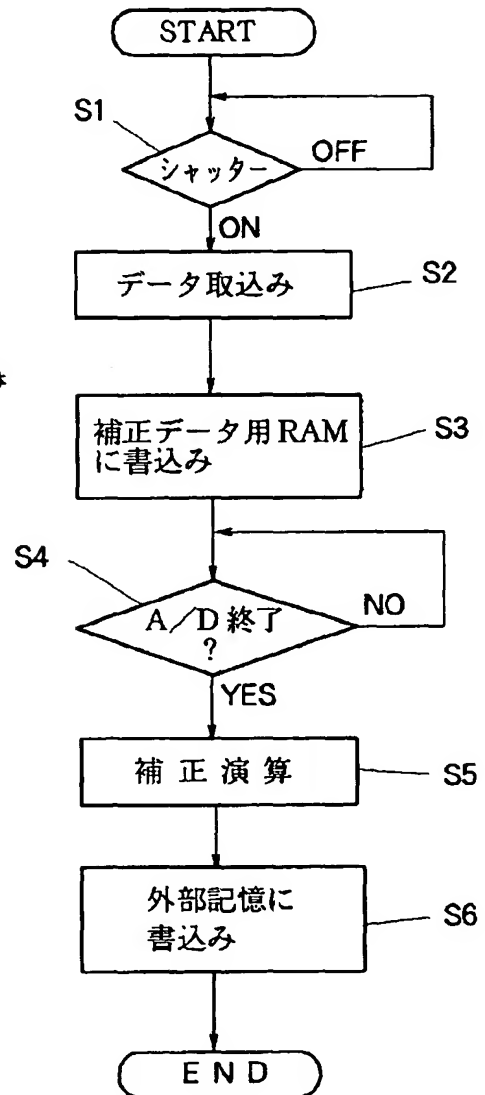 START
S1
シャッター
OFF
ON
データ取込み
S2
補正データ用RAM
に書込み
S3
S4
A／D終了
?
NO
YES
補正演算
S5
外部記憶に
書込み
S6
END